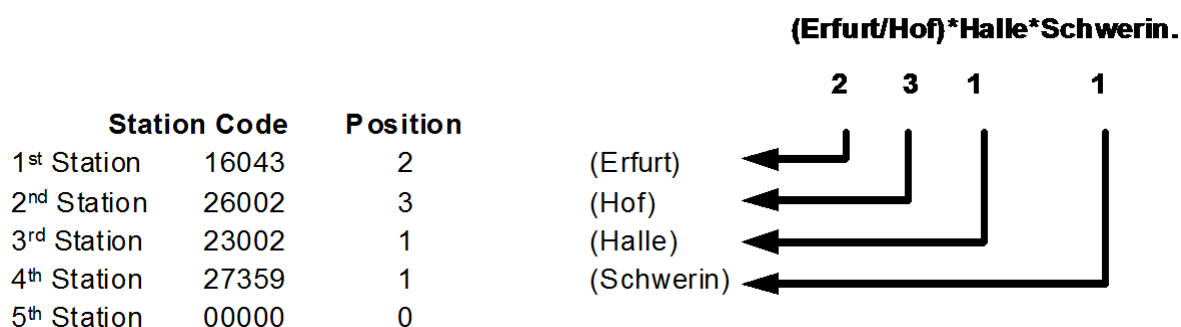 (Erfurt/Hof)*Halle*Schwerin.
2 3 1 1
Station Code Position
1st Station 16043 2 (Erfurt)
2nd Station 26002 3 (Hof)
3rd Station 23002 1 (Halle)
4th Station 27359 1 (Schwerin)
5th Station 00000 0